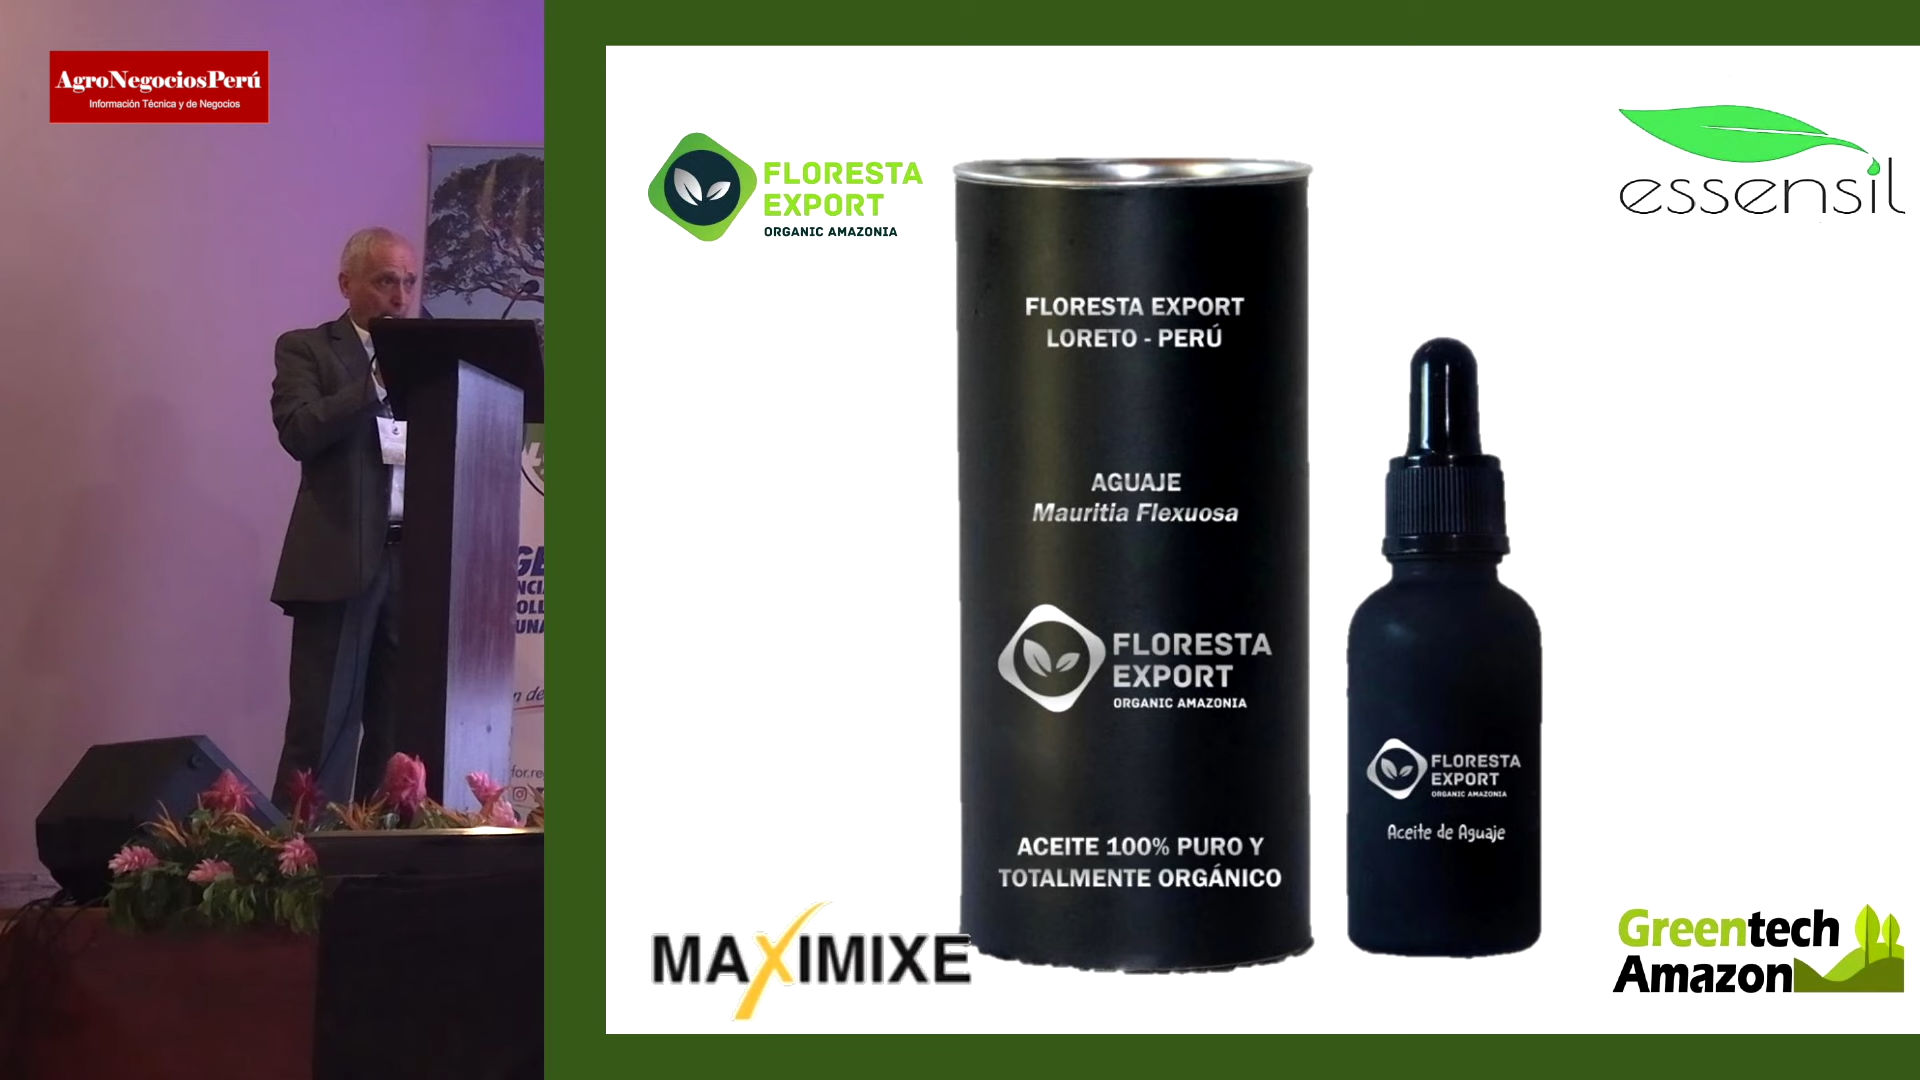 AgroNegociosPerú
Información Técnica y de Negocios
FLORESTA
EXPORT
ORGANIC AMAZONIA
essensil
FLORESTA EXPORT
LORETO - PERÚ
AGUAJE
Mauritia Flexuosa
FLORESTA
EXPORT
ORGANIC AMAZONIA
ACEITE 100% PURO Y
TOTALMENTE ORGÁNICO
FLORESTA
EXPORT
ORGANIC AMAZONIA
Aceite de Aguaje
MAXIMIXE
Greentech
Amazon